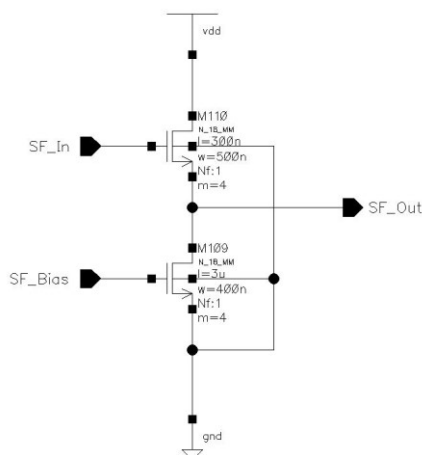 vdd
M110
N_18_MM
SF_In
l=300n
w=500n
Nf:1
m=4
SF_Out
M109
N_18_MM
SF_Bias
l=3u
w=400n
Nf:1
m=4
gnd